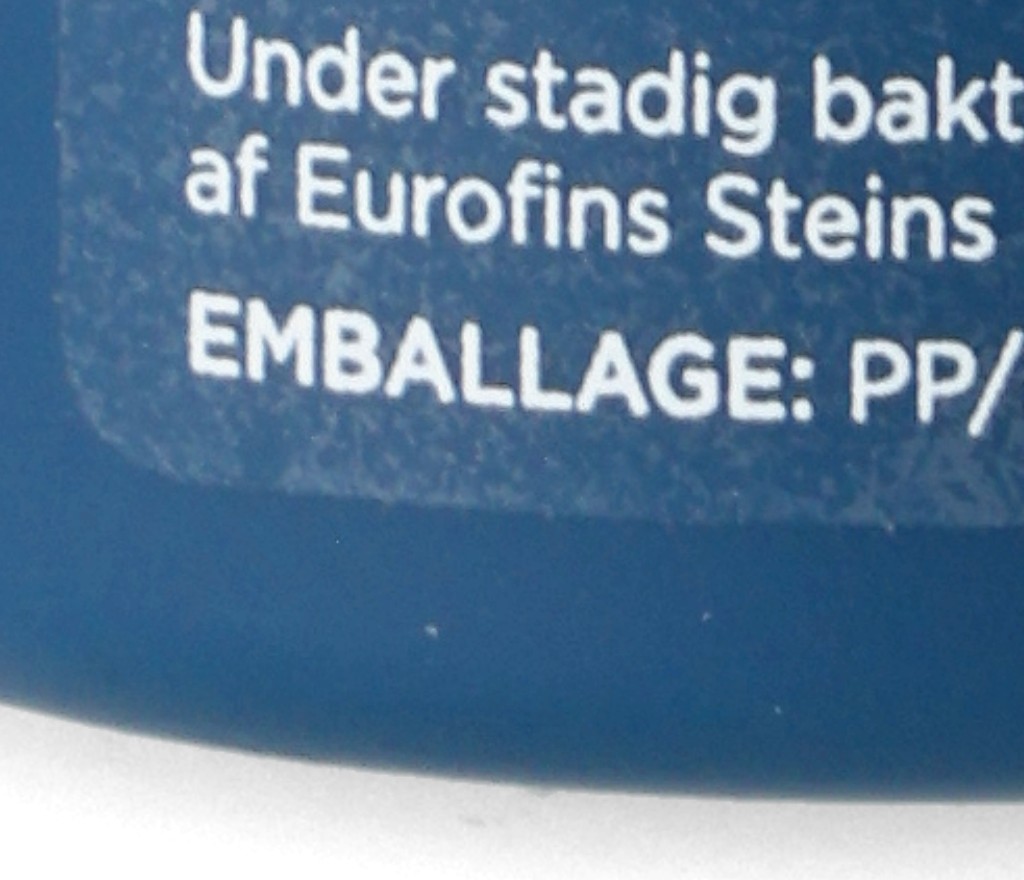 Under stadig bakt
af Eurofins Steins
EMBALLAGE: PP/